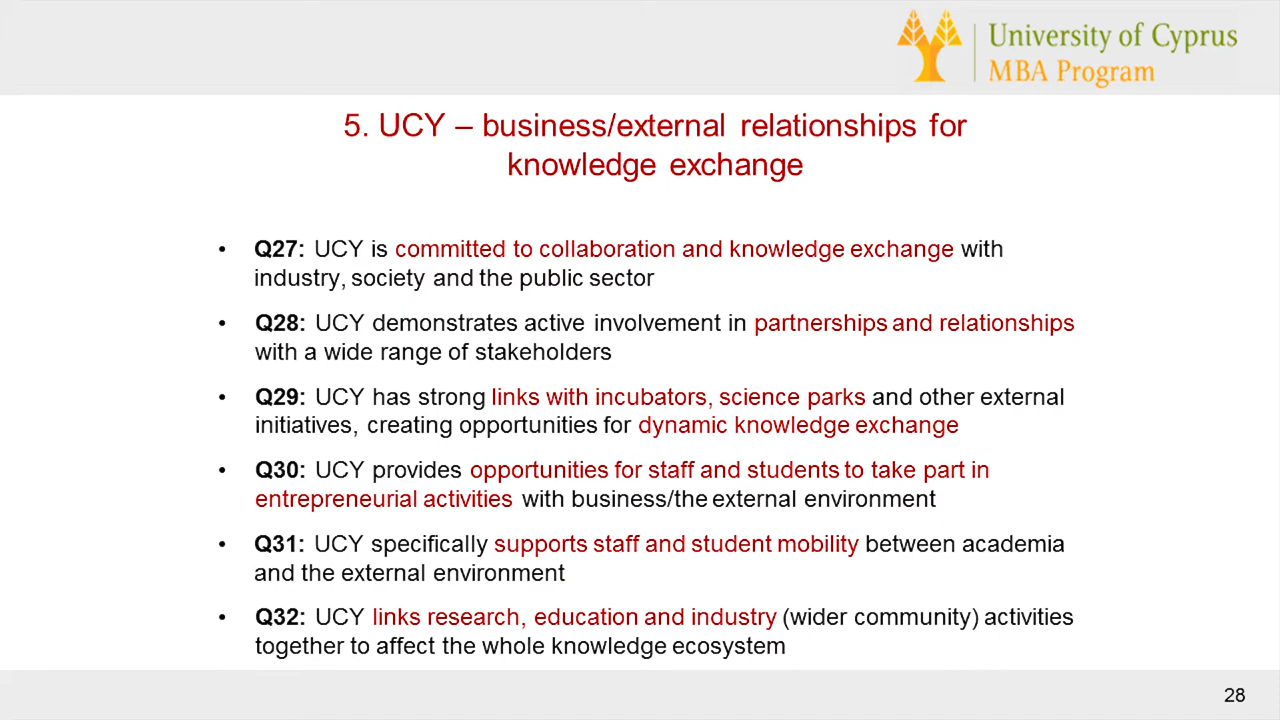 University of Cyprus
MBA Program
5. UCY – business/external relationships for
knowledge exchange
• Q27: UCY is committed to collaboration and knowledge exchange with
industry, society and the public sector
• Q28: UCY demonstrates active involvement in partnerships and relationships
with a wide range of stakeholders
• Q29: UCY has strong links with incubators, science parks and other external
initiatives, creating opportunities for dynamic knowledge exchange
• Q30: UCY provides opportunities for staff and students to take part in
entrepreneurial activities with business/the external environment
• Q31: UCY specifically supports staff and student mobility between academia
and the external environment
• Q32: UCY links research, education and industry (wider community) activities
together to affect the whole knowledge ecosystem
28